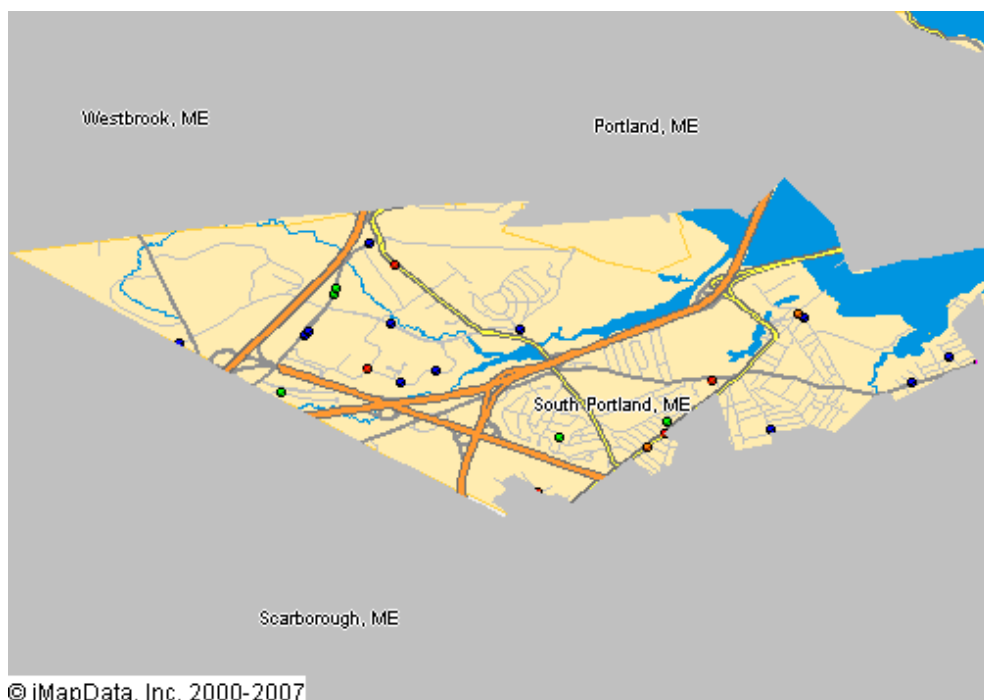 Westbrook, ME
Portland, ME
South Portland, ME
Scarborough, ME
© iMapData, Inc. 2000-2007